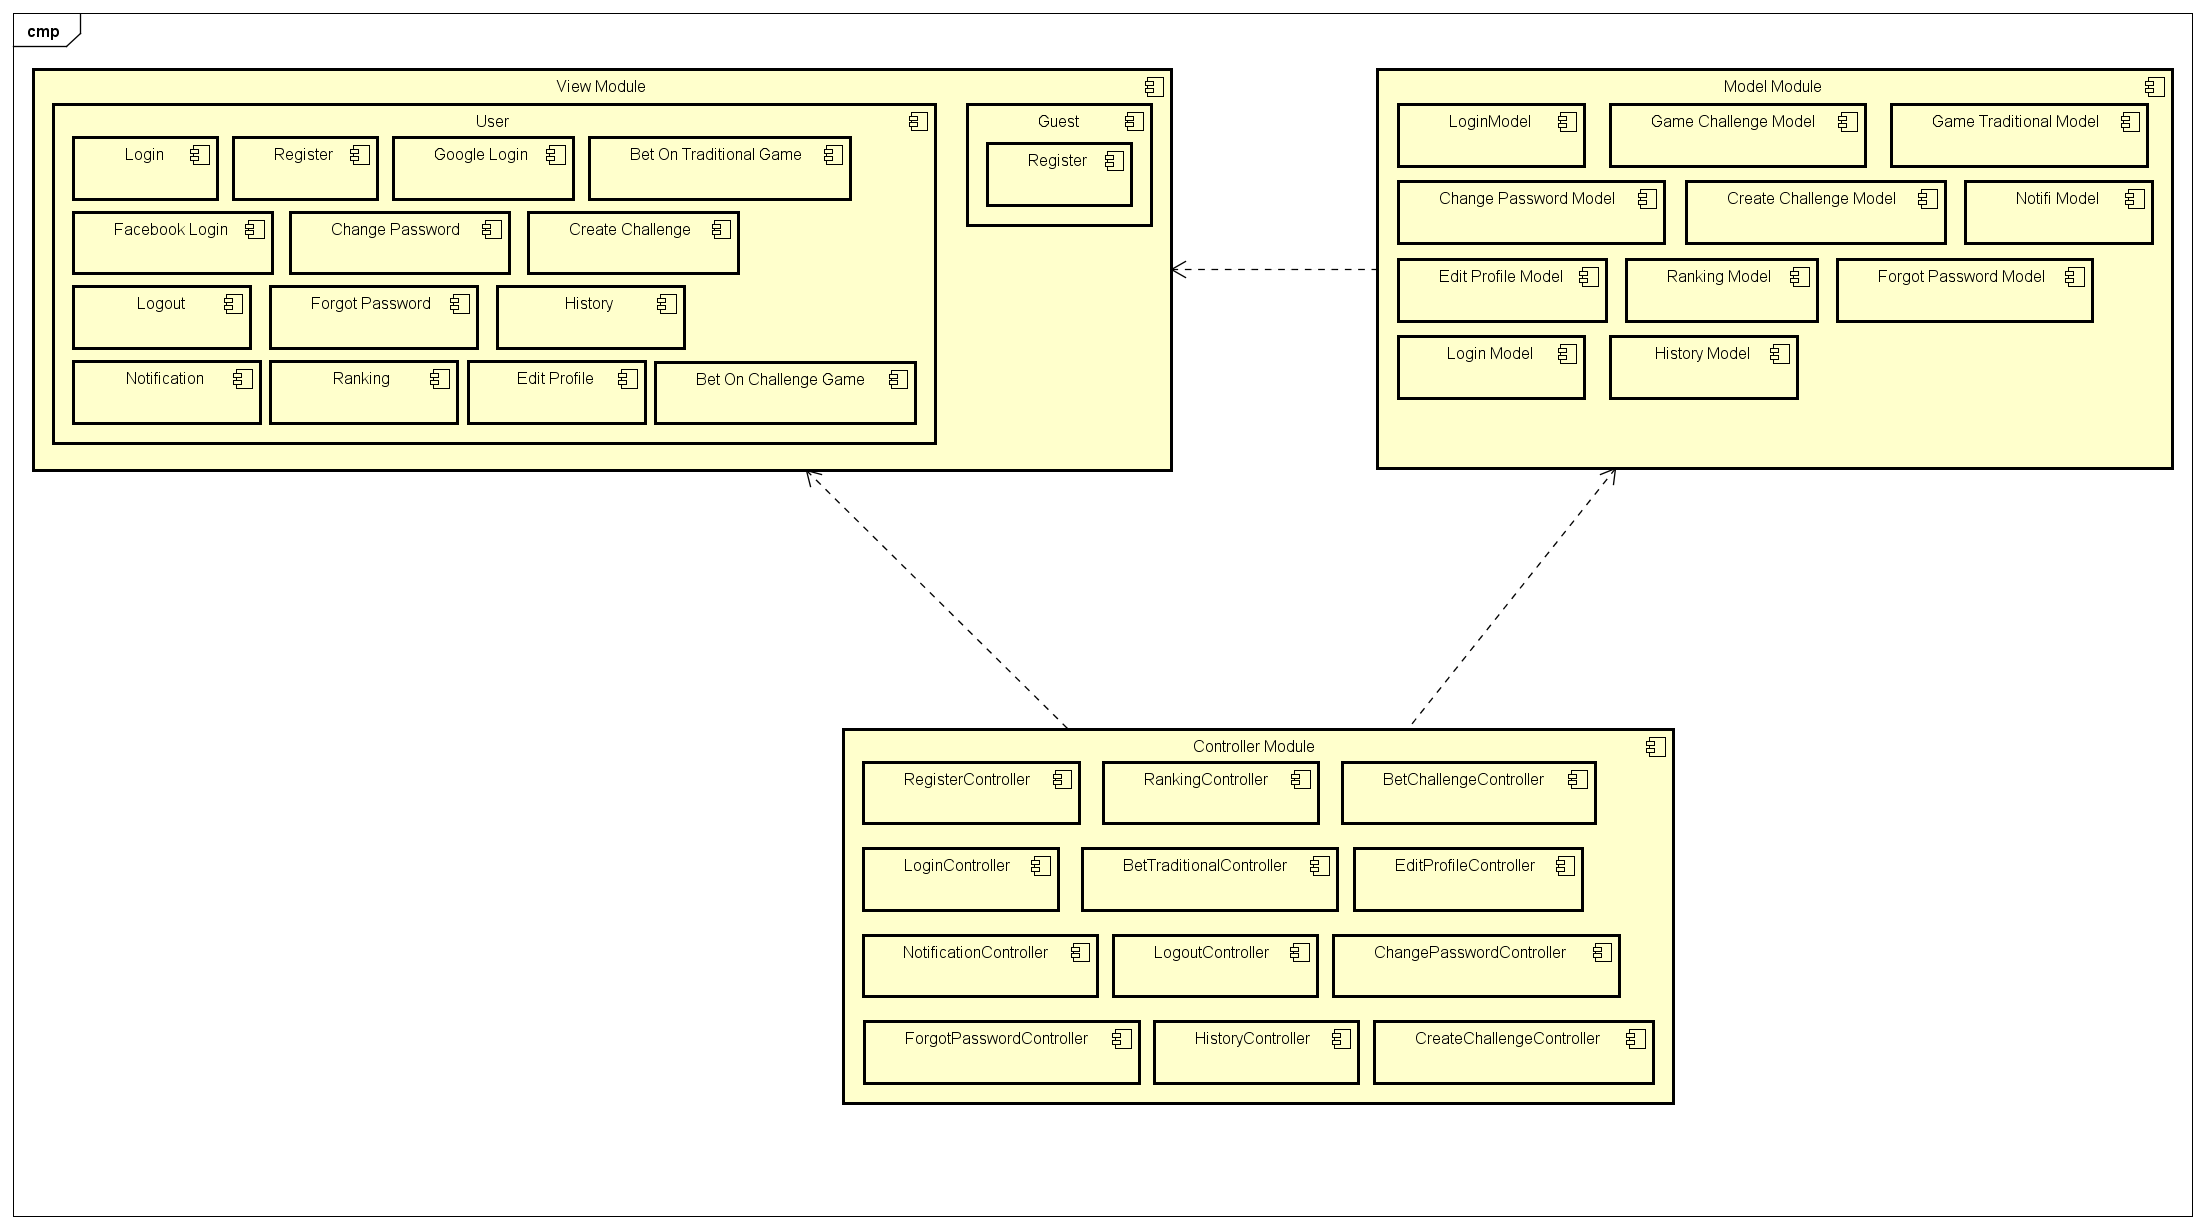 cmp
View Module
User
Login
Register
Google Login
Bet On Traditional Game
Facebook Login
Change Password
Create Challenge
Logout
Forgot Password
History
Notification
Ranking
Edit Profile
Bet On Challenge Game
Guest
Register
Model Module
LoginModel
Game Challenge Model
Game Traditional Model
Change Password Model
Create Challenge Model
Notifi Model
Edit Profile Model
Ranking Model
Forgot Password Model
Login Model
History Model
Controller Module
RegisterController
RankingController
BetChallengeController
LoginController
BetTraditionalController
EditProfileController
NotificationController
LogoutController
ChangePasswordController
ForgotPasswordController
HistoryController
CreateChallengeController